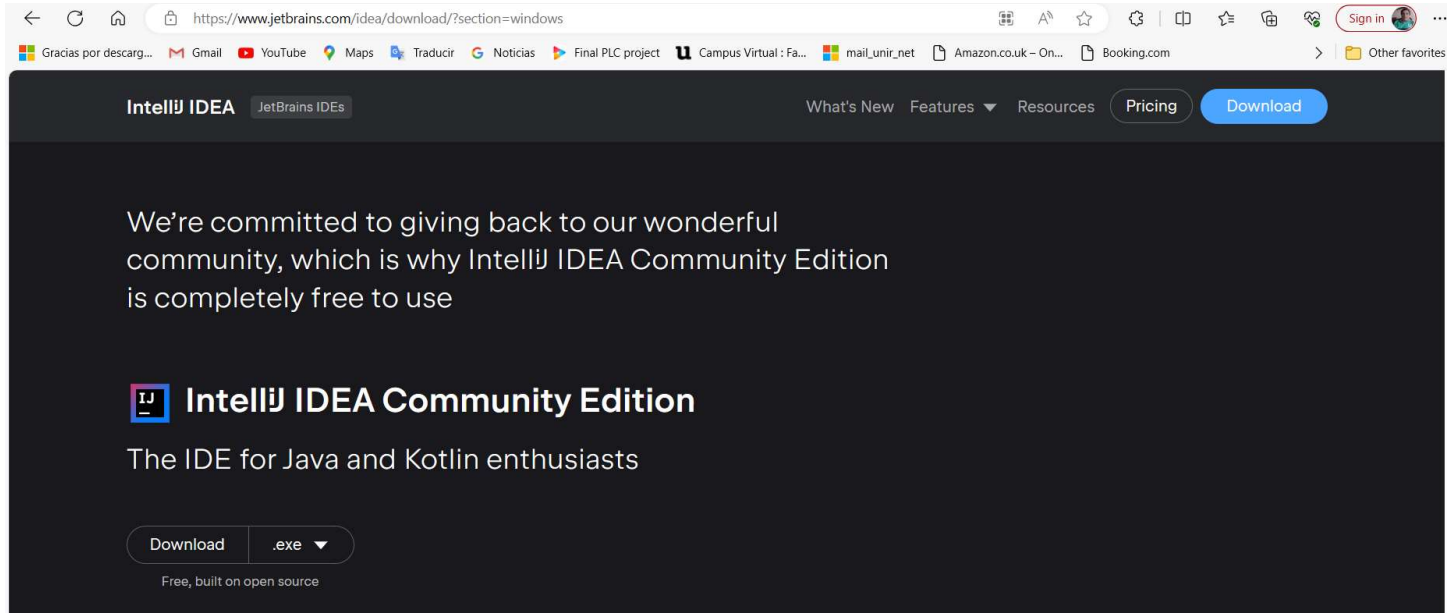 https://www.jetbrains.com/idea/download/?section=windows Sign in
Gracias por descarg... Gmail YouTube Maps Traducir Noticias Final PLC project Campus Virtual : Fa... mail_unir_net Amazon.co.uk – On... Booking.com Other favorites
IntelliJ IDEA JetBrains IDEs What's New Features Resources Pricing Download
We're committed to giving back to our wonderful
community, which is why IntelliJ IDEA Community Edition
is completely free to use
IJ IntelliJ IDEA Community Edition
The IDE for Java and Kotlin enthusiasts
Download .exe
Free, built on open source